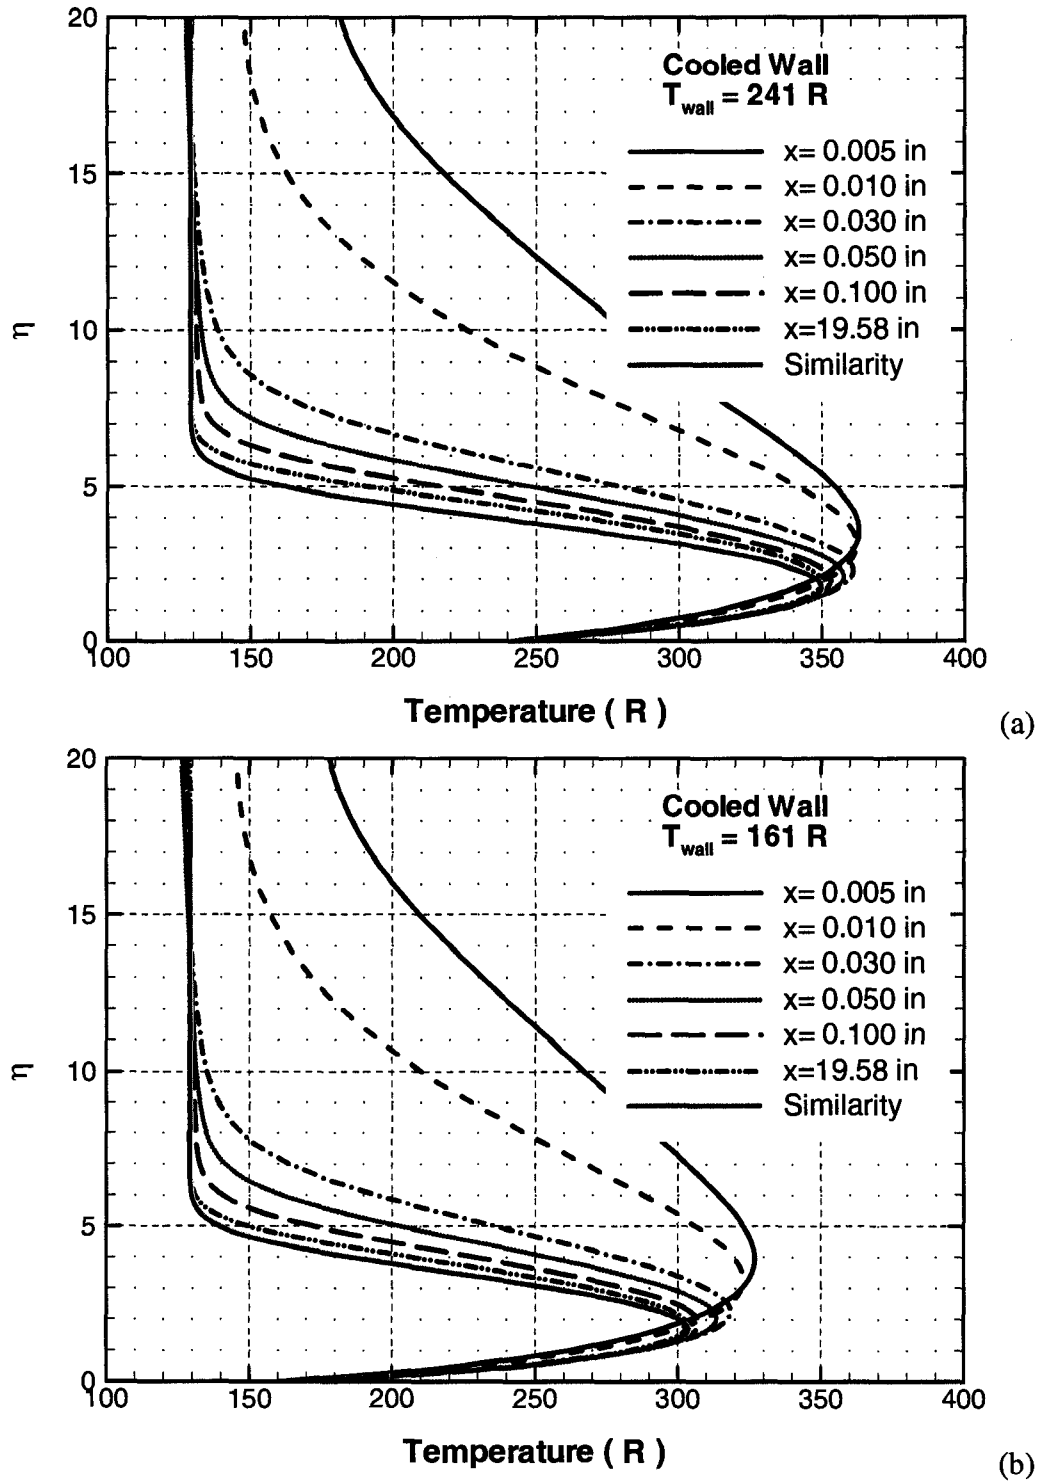 20
15
10
5
0
η
Cooled Wall
T_wall = 241 R
x= 0.005 in
x= 0.010 in
x= 0.030 in
x= 0.050 in
x= 0.100 in
x=19.58 in
Similarity
100 150 200 250 300 350 400
Temperature ( R )
(a)
20
15
10
5
0
η
Cooled Wall
T_wall = 161 R
x= 0.005 in
x= 0.010 in
x= 0.030 in
x= 0.050 in
x= 0.100 in
x=19.58 in
Similarity
100 150 200 250 300 350 400
Temperature ( R )
(b)